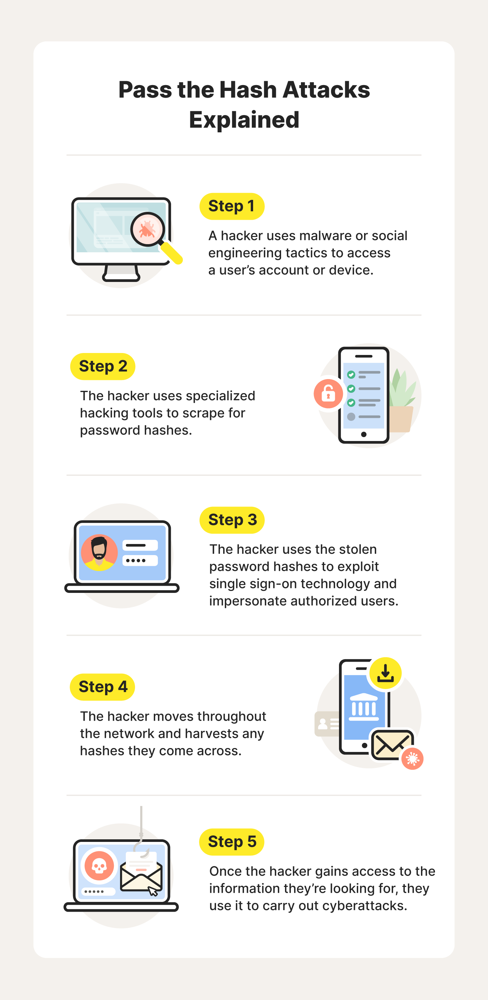 Pass the Hash Attacks
Explained
Step 1
A hacker uses malware or social
engineering tactics to access
a user’s account or device.
Step 2
The hacker uses specialized
hacking tools to scrape for
password hashes.
Step 3
The hacker uses the stolen
password hashes to exploit
single sign-on technology and
impersonate authorized users.
Step 4
The hacker moves throughout
the network and harvests any
hashes they come across.
Step 5
Once the hacker gains access to the
information they’re looking for, they
use it to carry out cyberattacks.